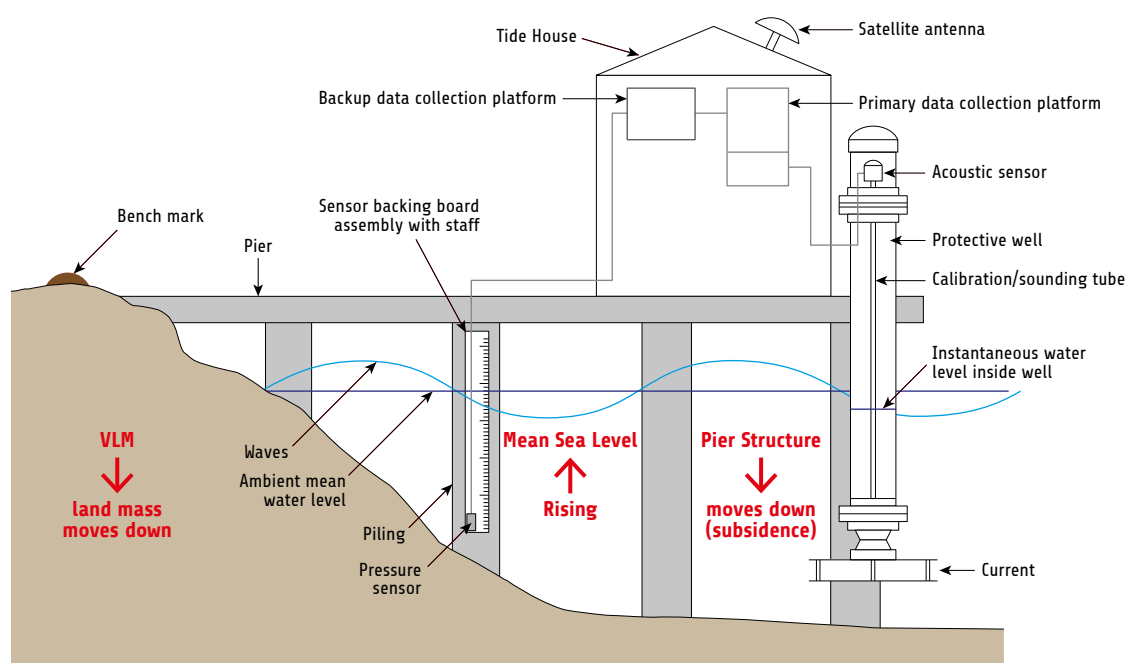 Satellite antenna
Tide House
Backup data collection platform
Primary data collection platform
Acoustic sensor
Bench mark
Sensor backing board
assembly with staff
Pier
Protective well
Calibration/sounding tube
Instantaneous water
level inside well
VLM
land mass
moves down
Waves
Ambient mean
water level
Mean Sea Level
Rising
Pier Structure
moves down
(subsidence)
Piling
Pressure
sensor
Current